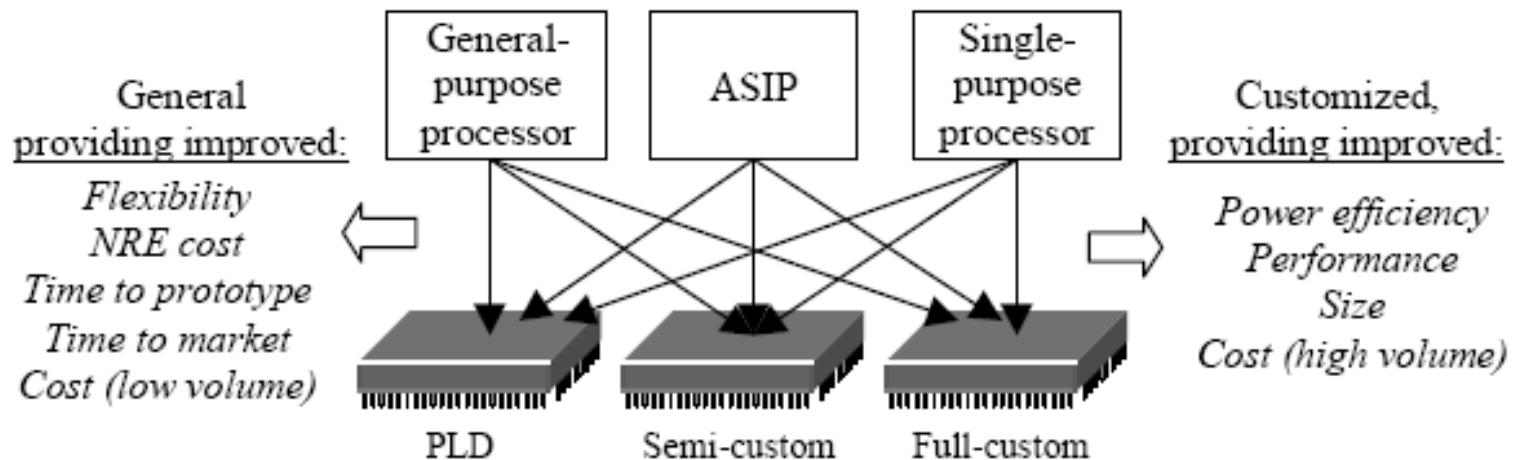 General
providing improved:
Flexibility
NRE cost
Time to prototype
Time to market
Cost (low volume)
General-
purpose
processor
ASIP
Single-
purpose
processor
Customized,
providing improved:
Power efficiency
Performance
Size
Cost (high volume)
PLD
Semi-custom
Full-custom